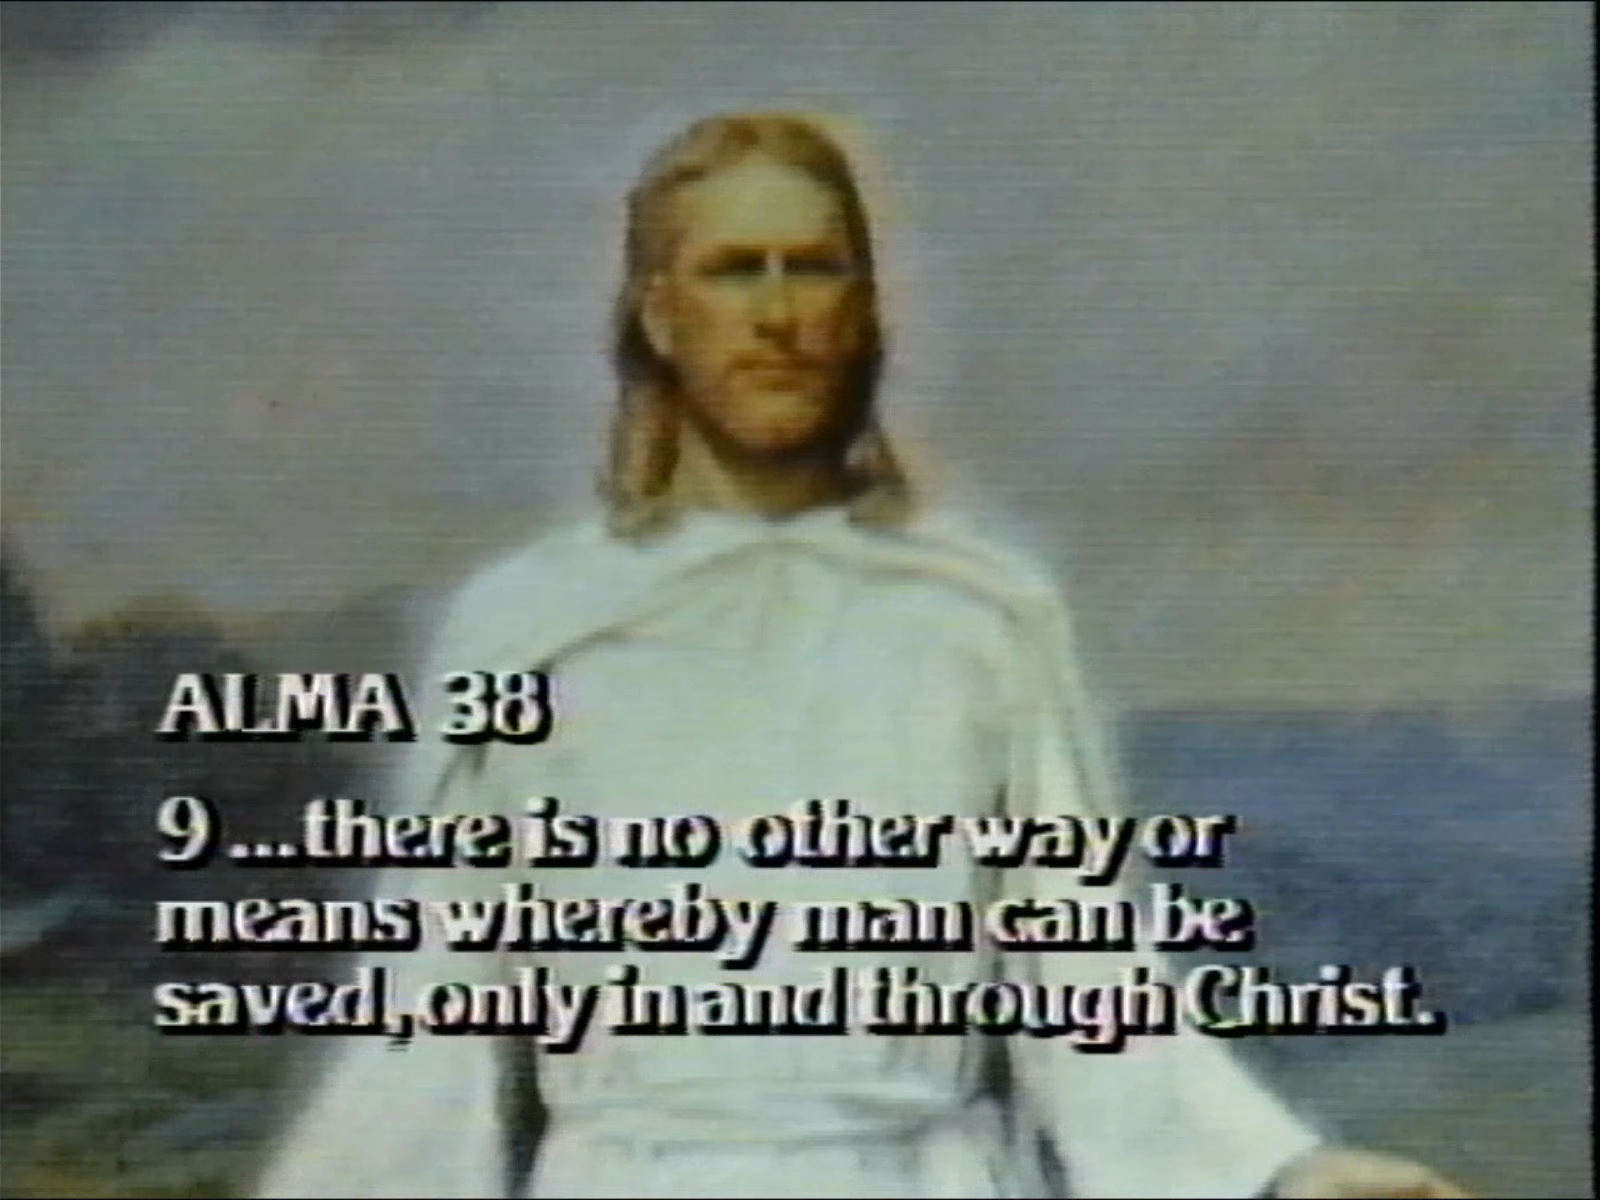 ALMA 38
9...there is no other way or
means whereby man can be
saved, only in and through Christ.